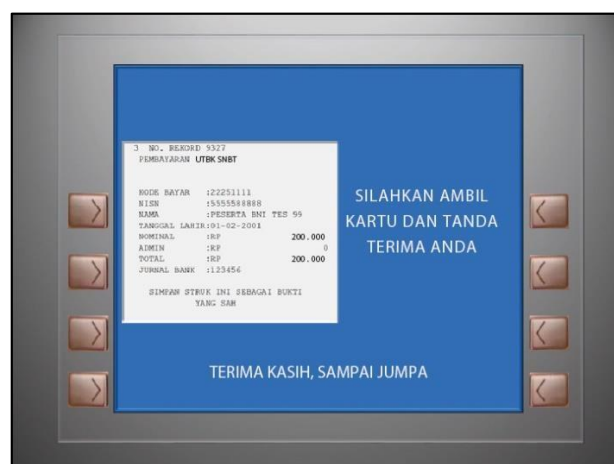 3 NO. REKORD 9327
PEMBAYARAN UTBK SNBT
KODE BAYAR :22251111
NISN :5555588888
NAMA :PESERTA BNI TES 99
TANGGAL LAHIR:01-02-2001
NOMINAL :RP 200.000
ADMIN :RP 0
TOTAL :RP 200.000
JURNAL BANK :123456
SIMPAN STRUK INI SEBAGAI BUKTI
YANG SAH
SILAHKAN AMBIL
KARTU DAN TANDA
TERIMA ANDA
TERIMA KASIH, SAMPAI JUMPA